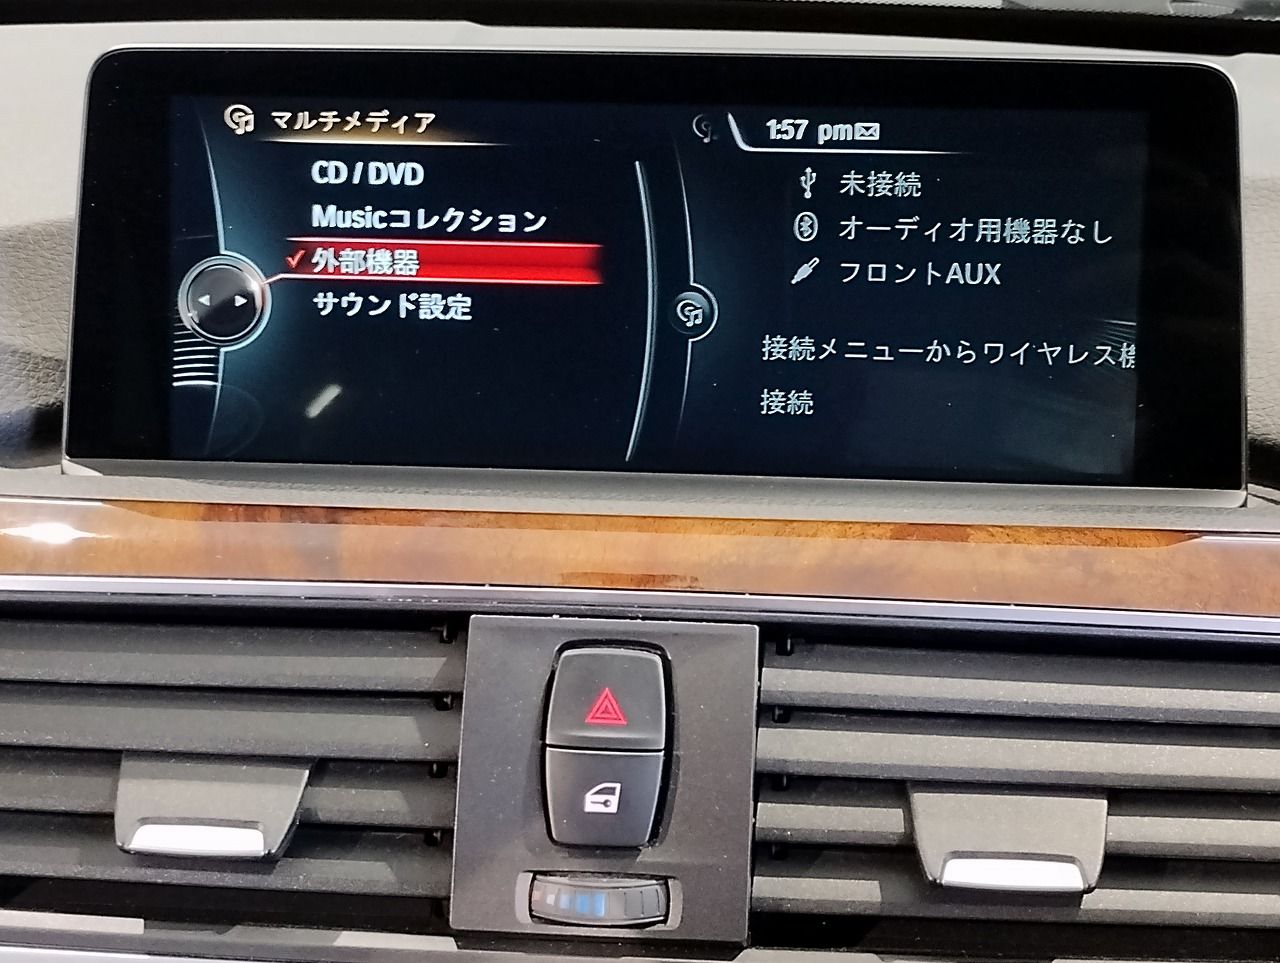 マルチメディア
CD / DVD
Musicコレクション
外部機器
サウンド設定
1:57 pm
未接続
オーディオ用機器なし
フロントAUX
接続メニューからワイヤレス機
接続